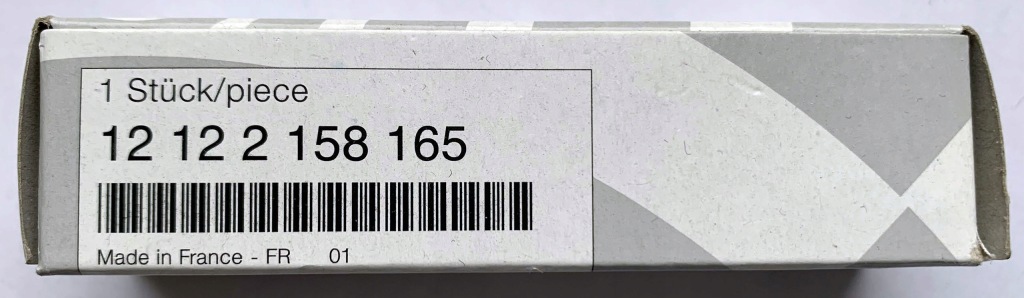 1 Stück/piece
12 12 2 158 165
Made in France - FR 01